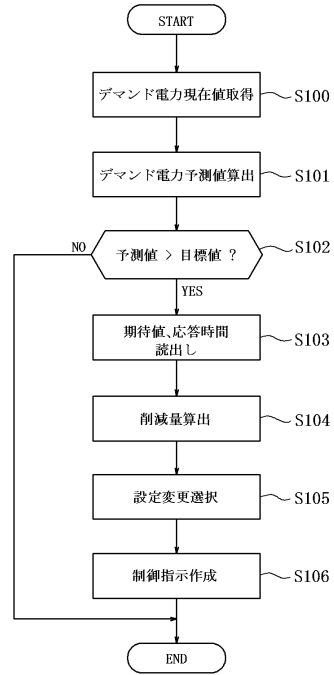 START
デマンド電力現在値取得
S100
デマンド電力予測値算出
S101
予測値 > 目標値 ?
S102
NO
YES
期待値、応答時間
読出し
S103
削減量算出
S104
設定変更選択
S105
制御指示作成
S106
END